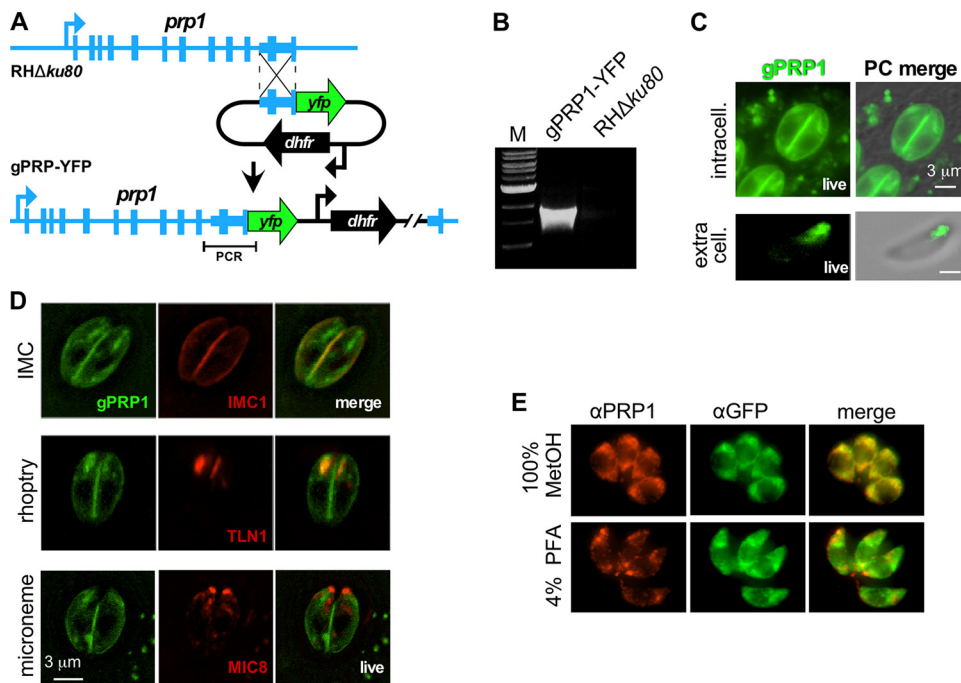 A
prp1
RHΔku80
yfp
dhfr
gPRP-YFP
prp1
yfp
dhfr
PCR
B
M
gPRP1-YFP
RHΔku80
C
gPRP1
PC merge
intracell.
live
3 μm
extra
cell.
live
D
IMC
gPRP1
IMC1
merge
rhoptry
TLN1
microneme
3 μm
MIC8
live
E
αPRP1
αGFP
merge
100%
MetOH
4% PFA